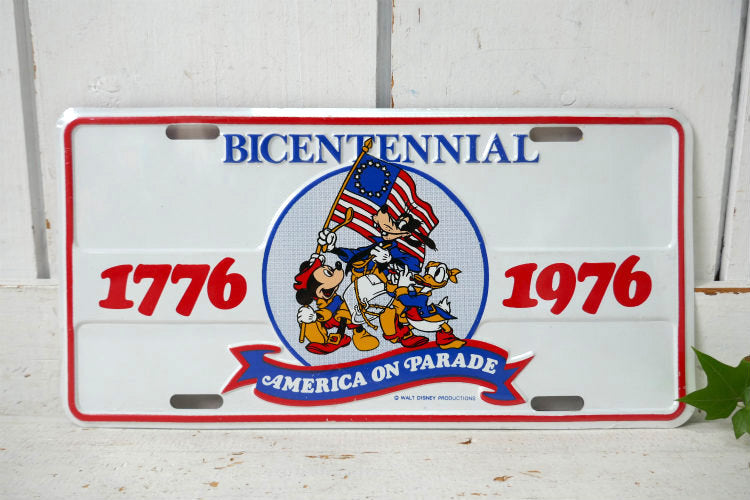 BICENTENNIAL
1776 1976
AMERICA ON PARADE
© WALT DISNEY PRODUCTIONS